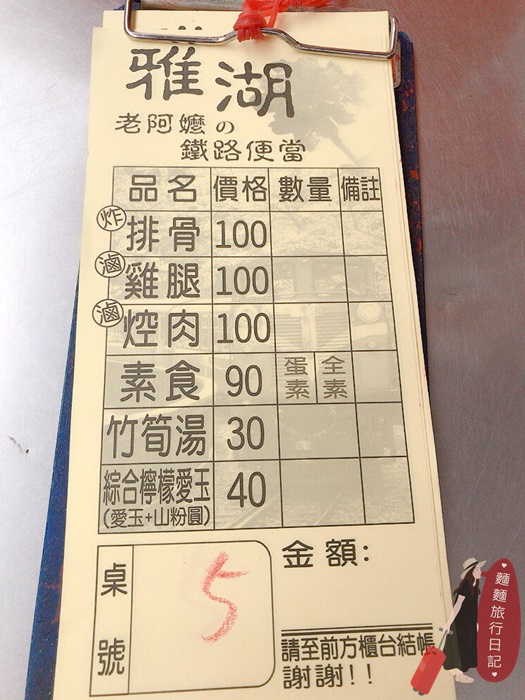 雅湖
老阿嬤の
鐵路便當
品名 價格 數量 備註
炸 排骨 100
滷 雞腿 100
滷 焢肉 100
素食 90 蛋素 全素
竹筍湯 30
綜合檸檬愛玉 40
(愛玉+山粉圓)
桌號 5
金額:
請至前方櫃台結帳
謝謝!!
麵麵旅行日記